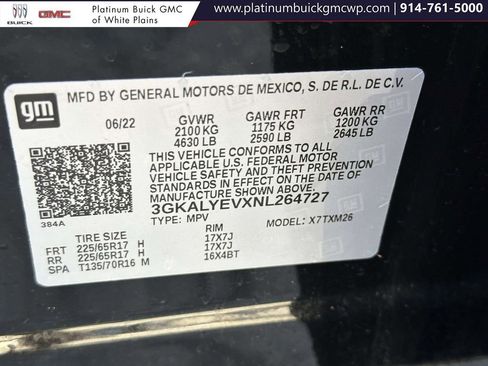 BUICK GMC
Platinum Buick GMC
of White Plains
www.platinumbuickgmcwp.com | 914-761-5000
gm
MFD BY GENERAL MOTORS DE MEXICO, S. DE R.L. DE C.V.
06/22 GVWR GAWR FRT GAWR RR
2100 KG 1175 KG 1200 KG
4630 LB 2590 LB 2645 LB
THIS VEHICLE CONFORMS TO ALL
APPLICABLE U.S. FEDERAL MOTOR
VEHICLE SAFETY AND THEFT PREVENTION
STANDARDS IN EFFECT ON THE DATE OF
MANUFACTURE SHOWN ABOVE.
3GKALYEVXNL264727
TYPE: MPV MODEL: X7TXM26
384A
TIRE SIZE RIM
FRT 225/65R17 H 17X7J
RR 225/65R17 H 17X7J
SPA T135/70R16 M 16X4BT